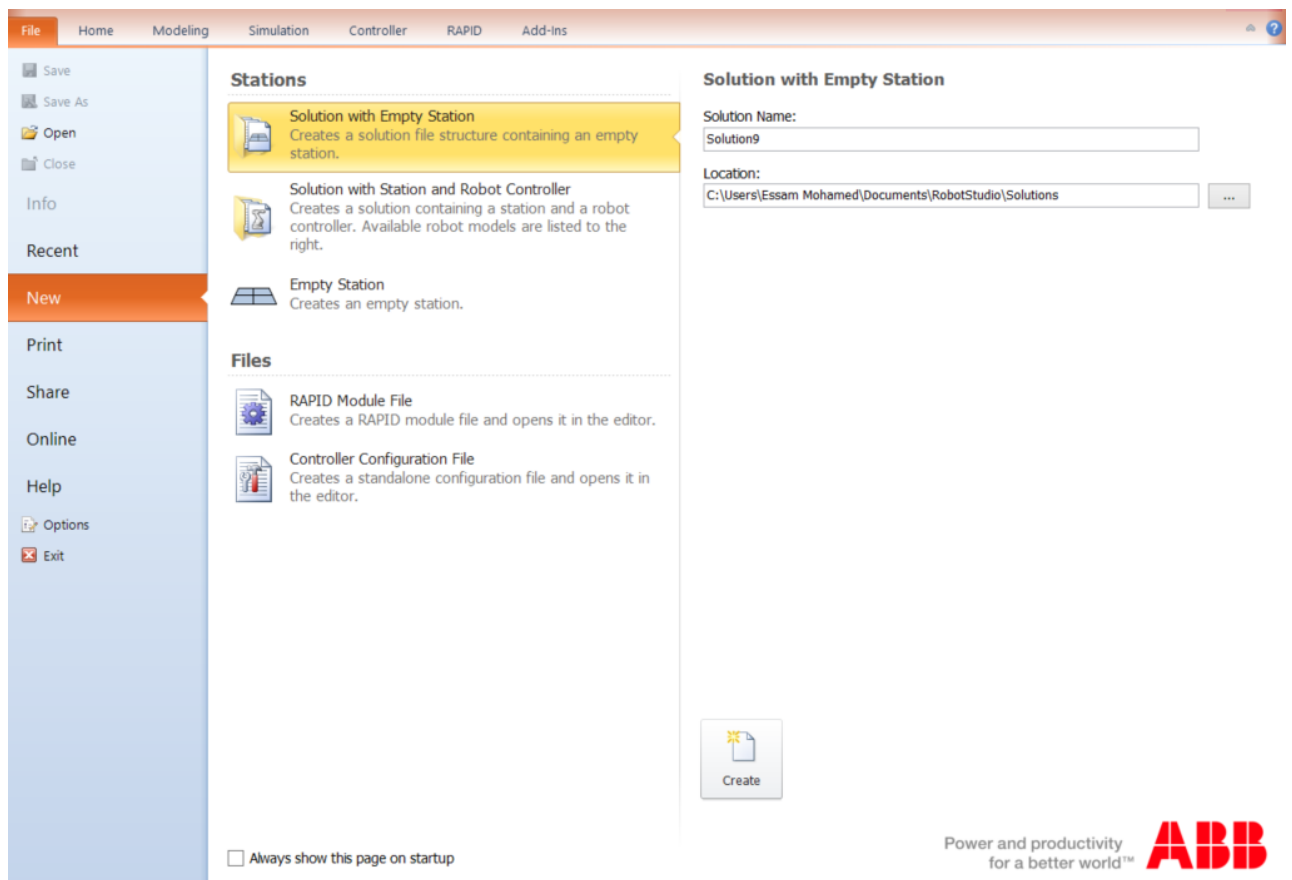 File Home Modeling Simulation Controller RAPID Add-Ins
Save
Save As
Open
Close
Info
Recent
New
Print
Share
Online
Help
Options
Exit
Stations
Solution with Empty Station
Creates a solution file structure containing an empty
station.
Solution with Station and Robot Controller
Creates a solution containing a station and a robot
controller. Available robot models are listed to the
right.
Empty Station
Creates an empty station.
Files
RAPID Module File
Creates a RAPID module file and opens it in the editor.
Controller Configuration File
Creates a standalone configuration file and opens it in
the editor.
Always show this page on startup
Solution with Empty Station
Solution Name:
Solution9
Location:
C:\Users\Essam Mohamed\Documents\RobotStudio\Solutions
...
Create
Power and productivity
for a better world™
ABB